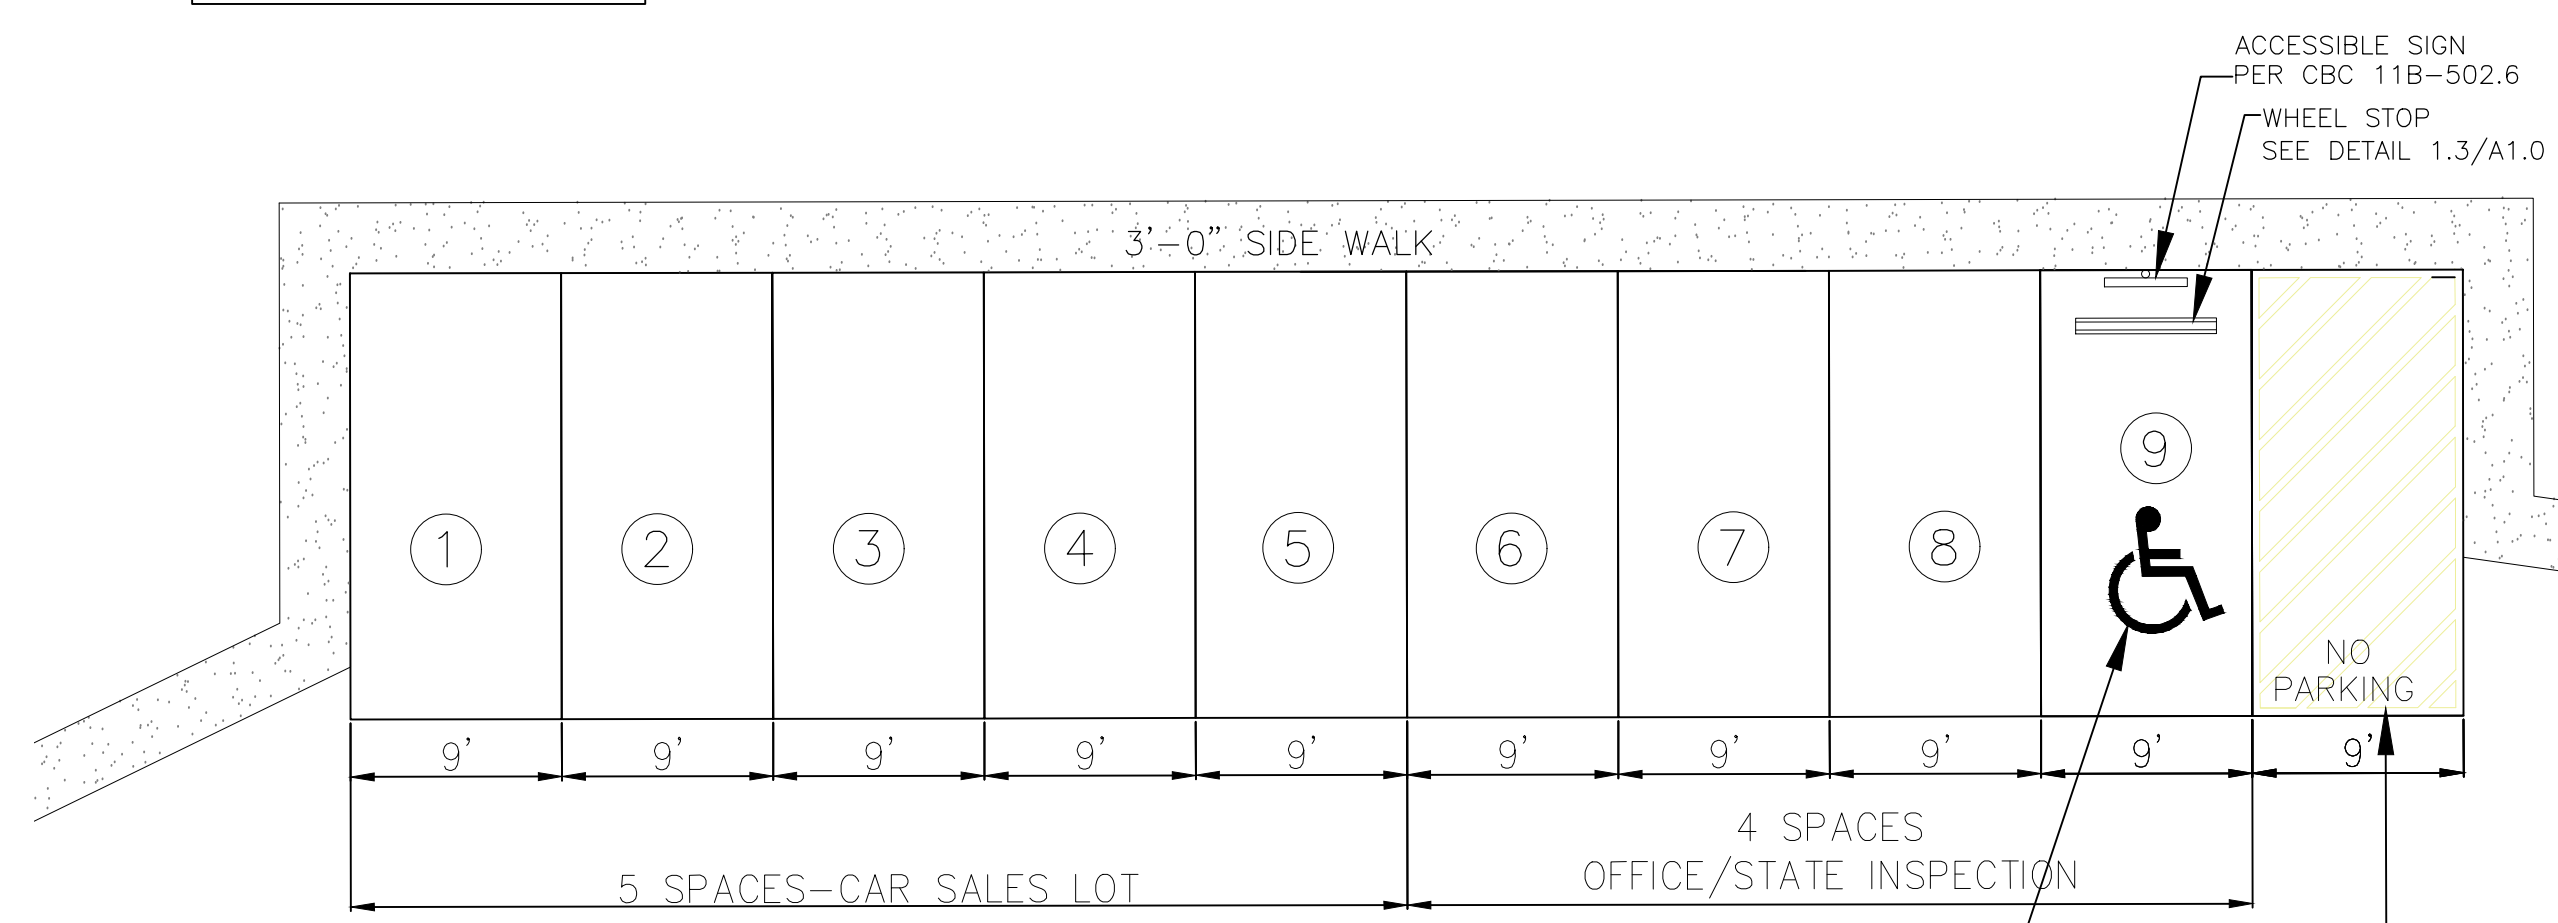 ACCESSIBLE SIGN
PER CBC 11B-502.6
WHEEL STOP
SEE DETAIL 1.3/A1.0
3'-0" SIDE WALK
9
1 2 3 4 5 6 7 8
NO
PARKING
9' 9' 9' 9' 9' 9' 9' 9' 9' 9'
4 SPACES
OFFICE/STATE INSPECTION
5 SPACES-CAR SALES LOT